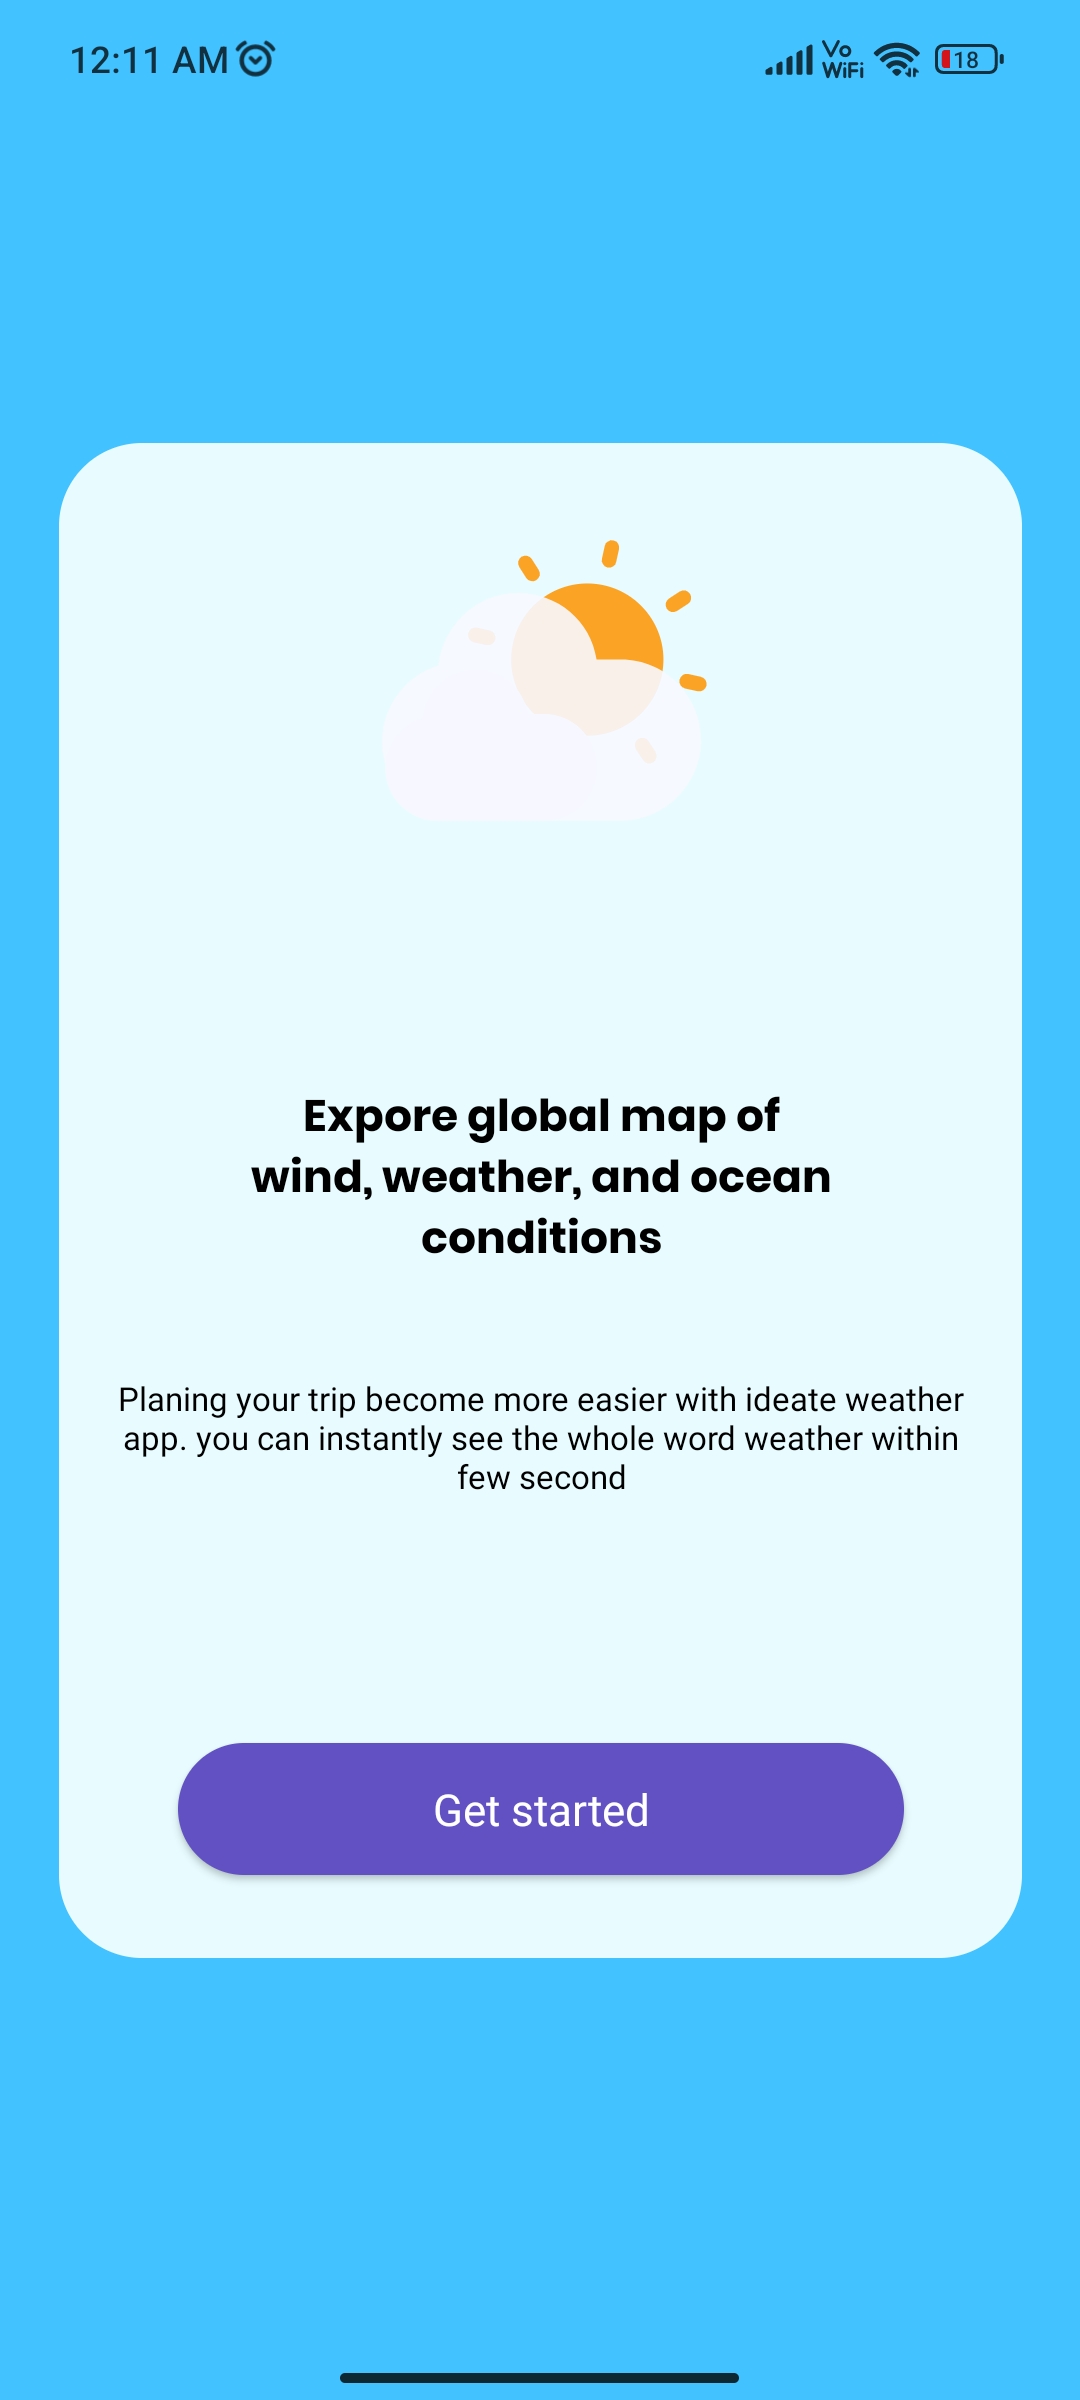 12:11 AM
Vo
WiFi
18
Expore global map of
wind, weather, and ocean
conditions
Planing your trip become more easier with ideate weather
app. you can instantly see the whole word weather within
few second
Get started